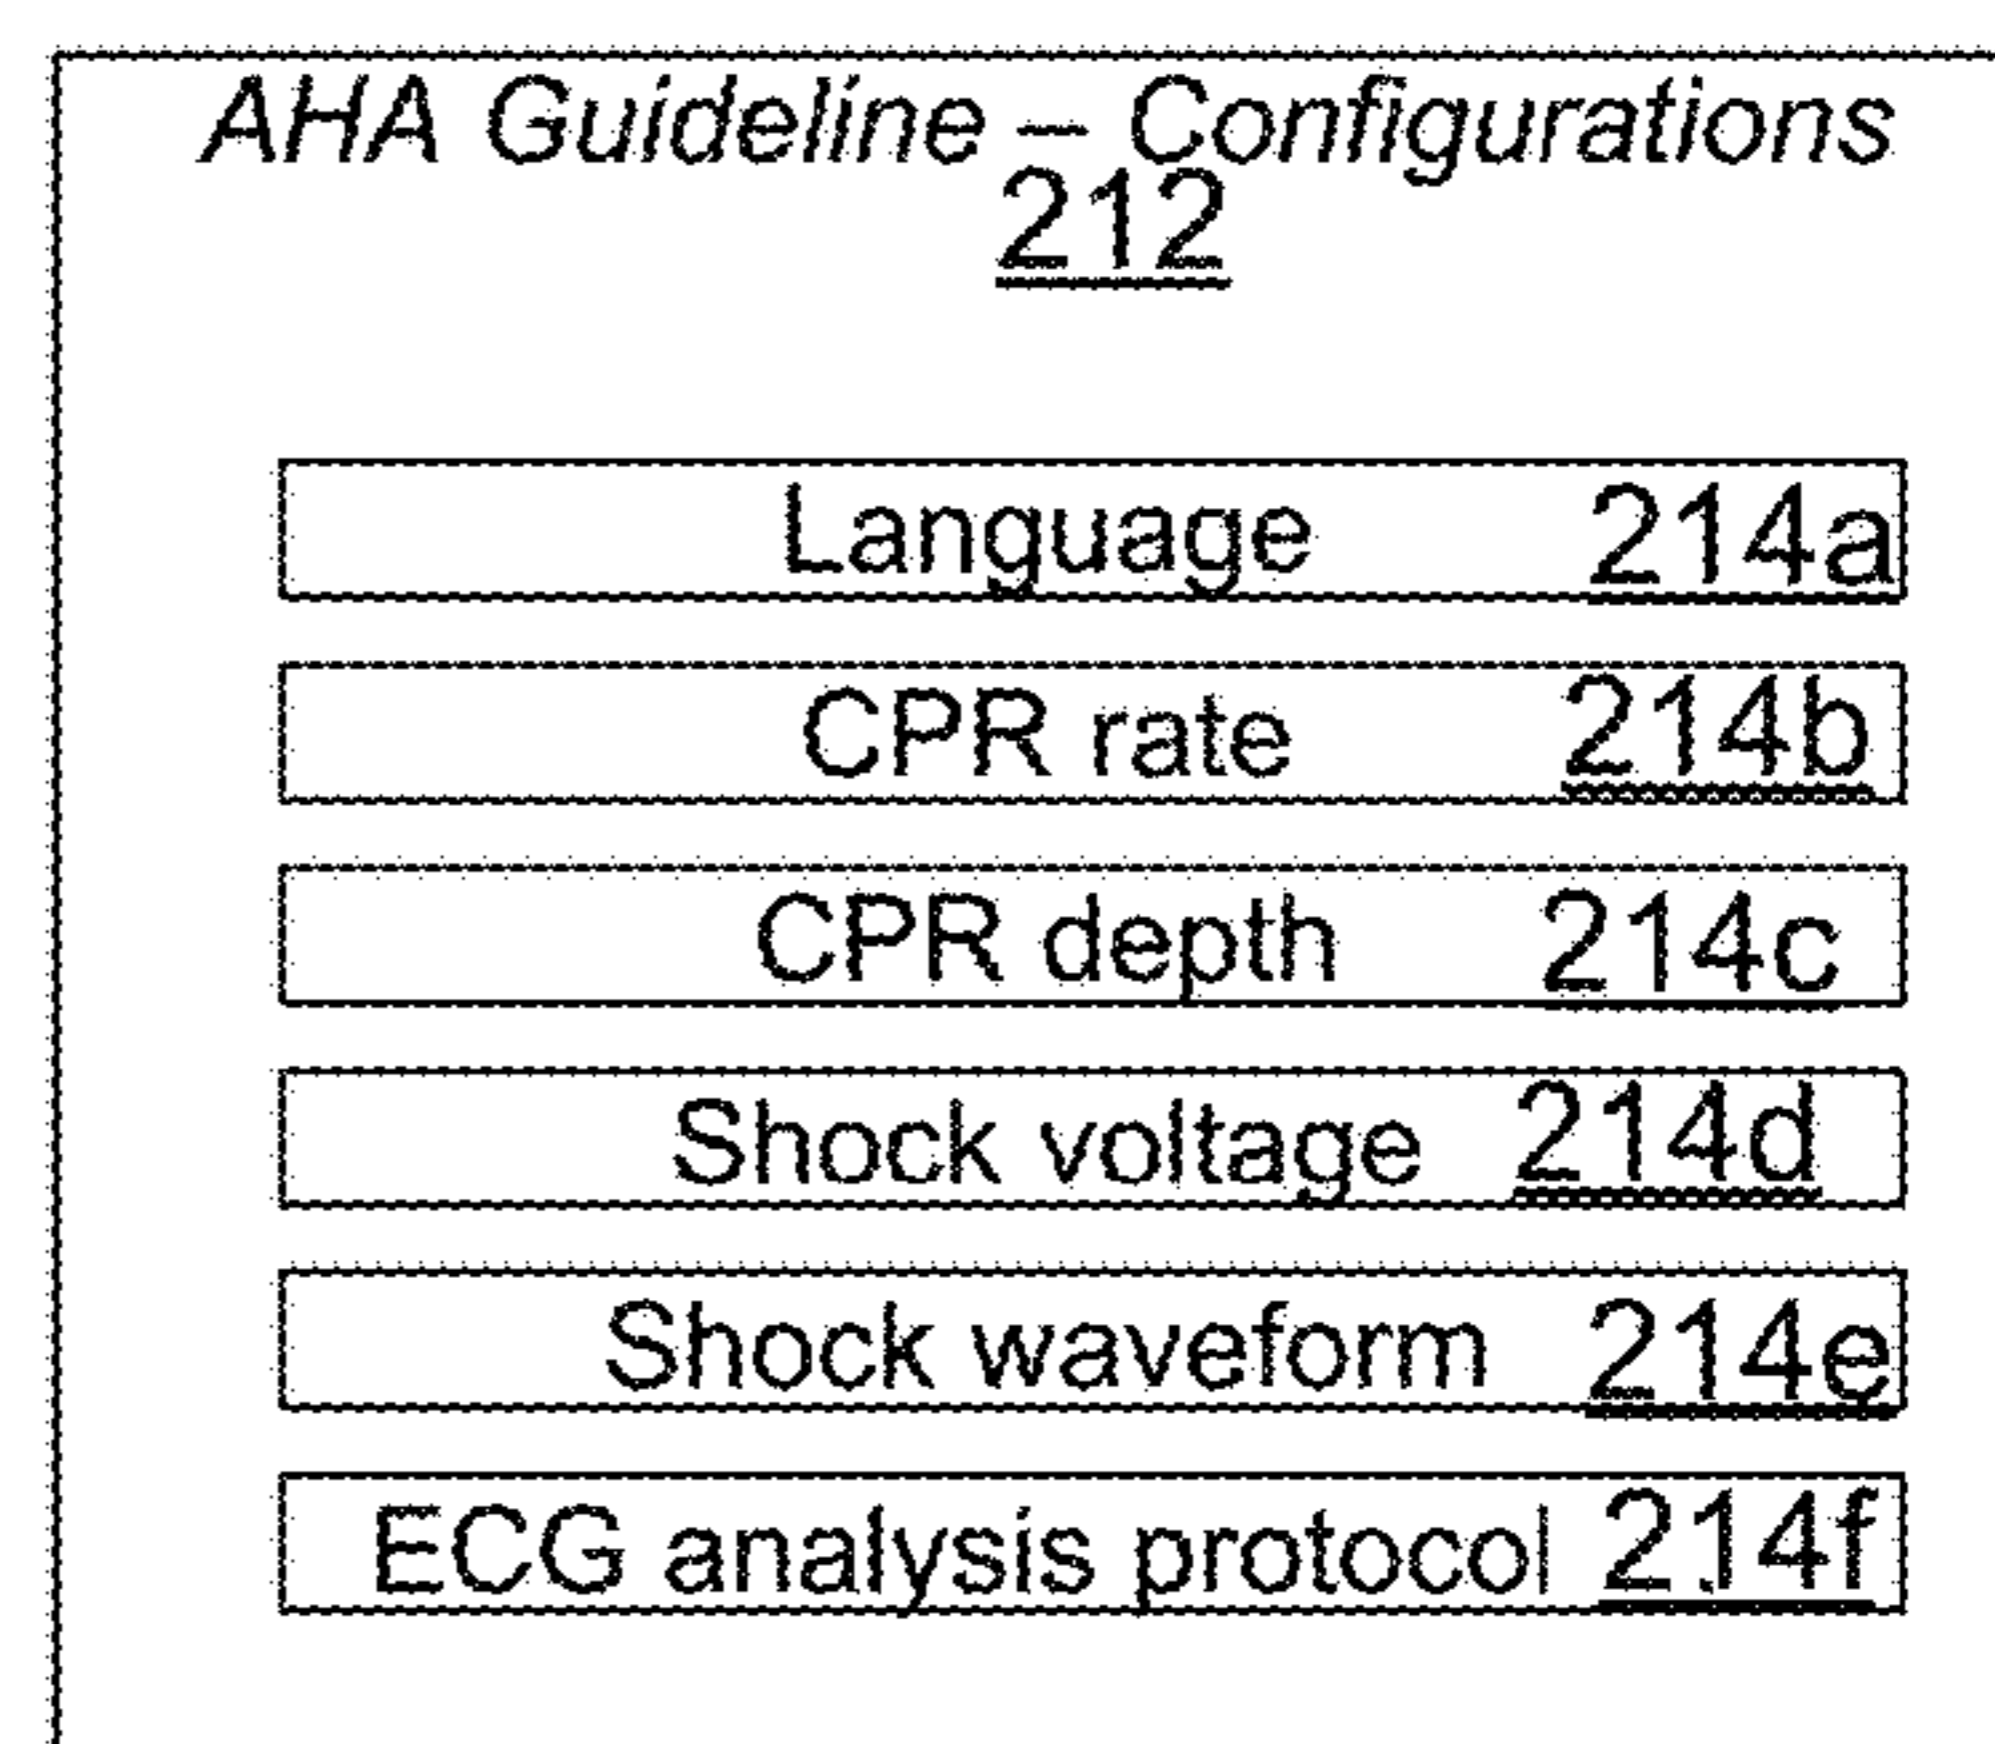 AHA Guideline – Configurations
212
Language 214a
CPR rate 214b
CPR depth 214c
Shock voltage 214d
Shock waveform 214e
ECG analysis protocol 214f